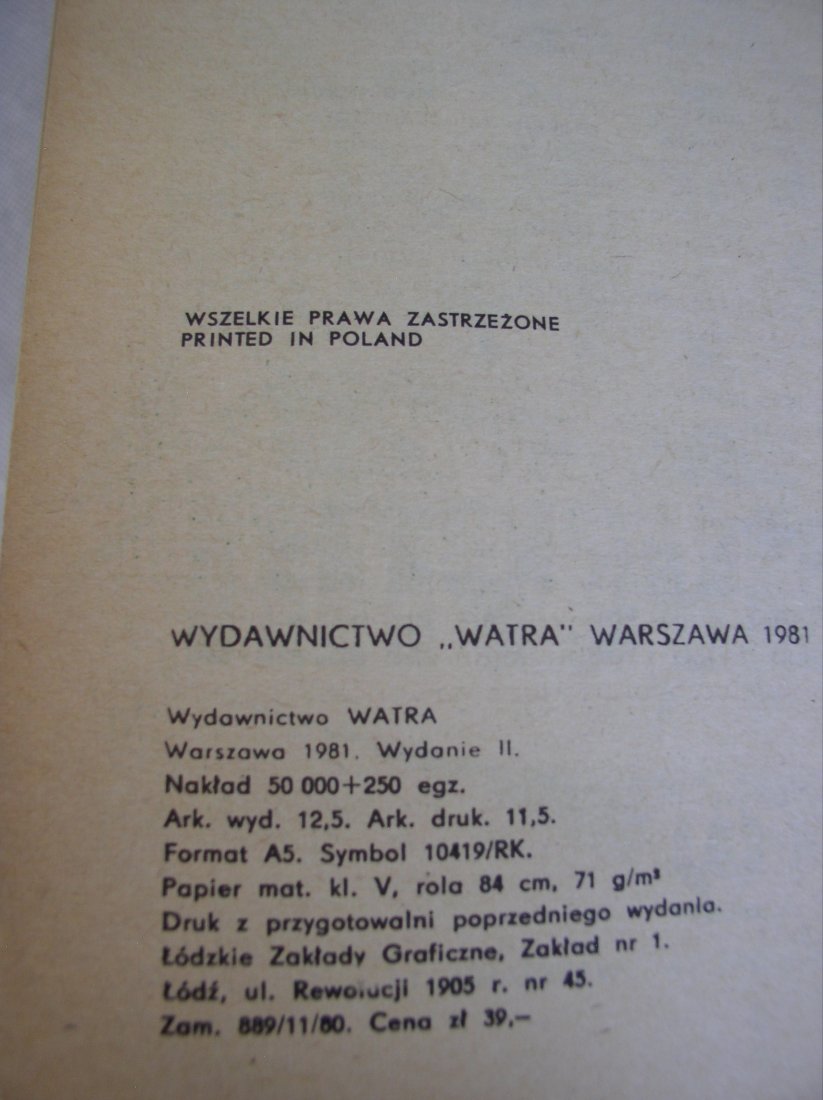 WSZELKIE PRAWA ZASTRZEŻONE
PRINTED IN POLAND
WYDAWNICTWO „WATRA" WARSZAWA 1981
Wydawnictwo WATRA
Warszawa 1981. Wydanie II.
Nakład 50 000+250 egz.
Ark. wyd. 12,5. Ark. druk. 11,5.
Format A5. Symbol 10419/RK.
Papier mat. kl. V, rola 84 cm, 71 g/m²
Druk z przygotowalni poprzedniego wydania.
Łódzkie Zakłady Graficzne, Zakład nr 1.
Łódź, ul. Rewolucji 1905 r. nr 45.
Zam. 889/11/80. Cena zł 39,—